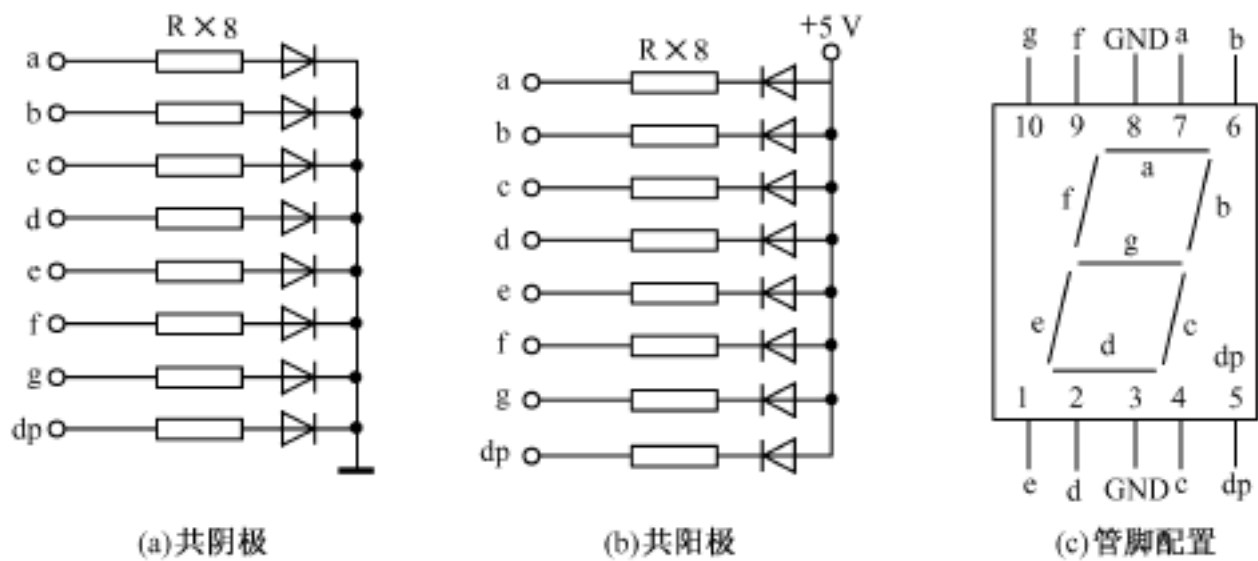 R×8
a
b
c
d
e
f
g
dp
(a)共阴极
+5 V
R×8
a
b
c
d
e
f
g
dp
(b)共阳极
g f GND a b
10 9 8 7 6
a
f b
g
e c
d
dp
1 2 3 4 5
e d GND c dp
(c)管脚配置